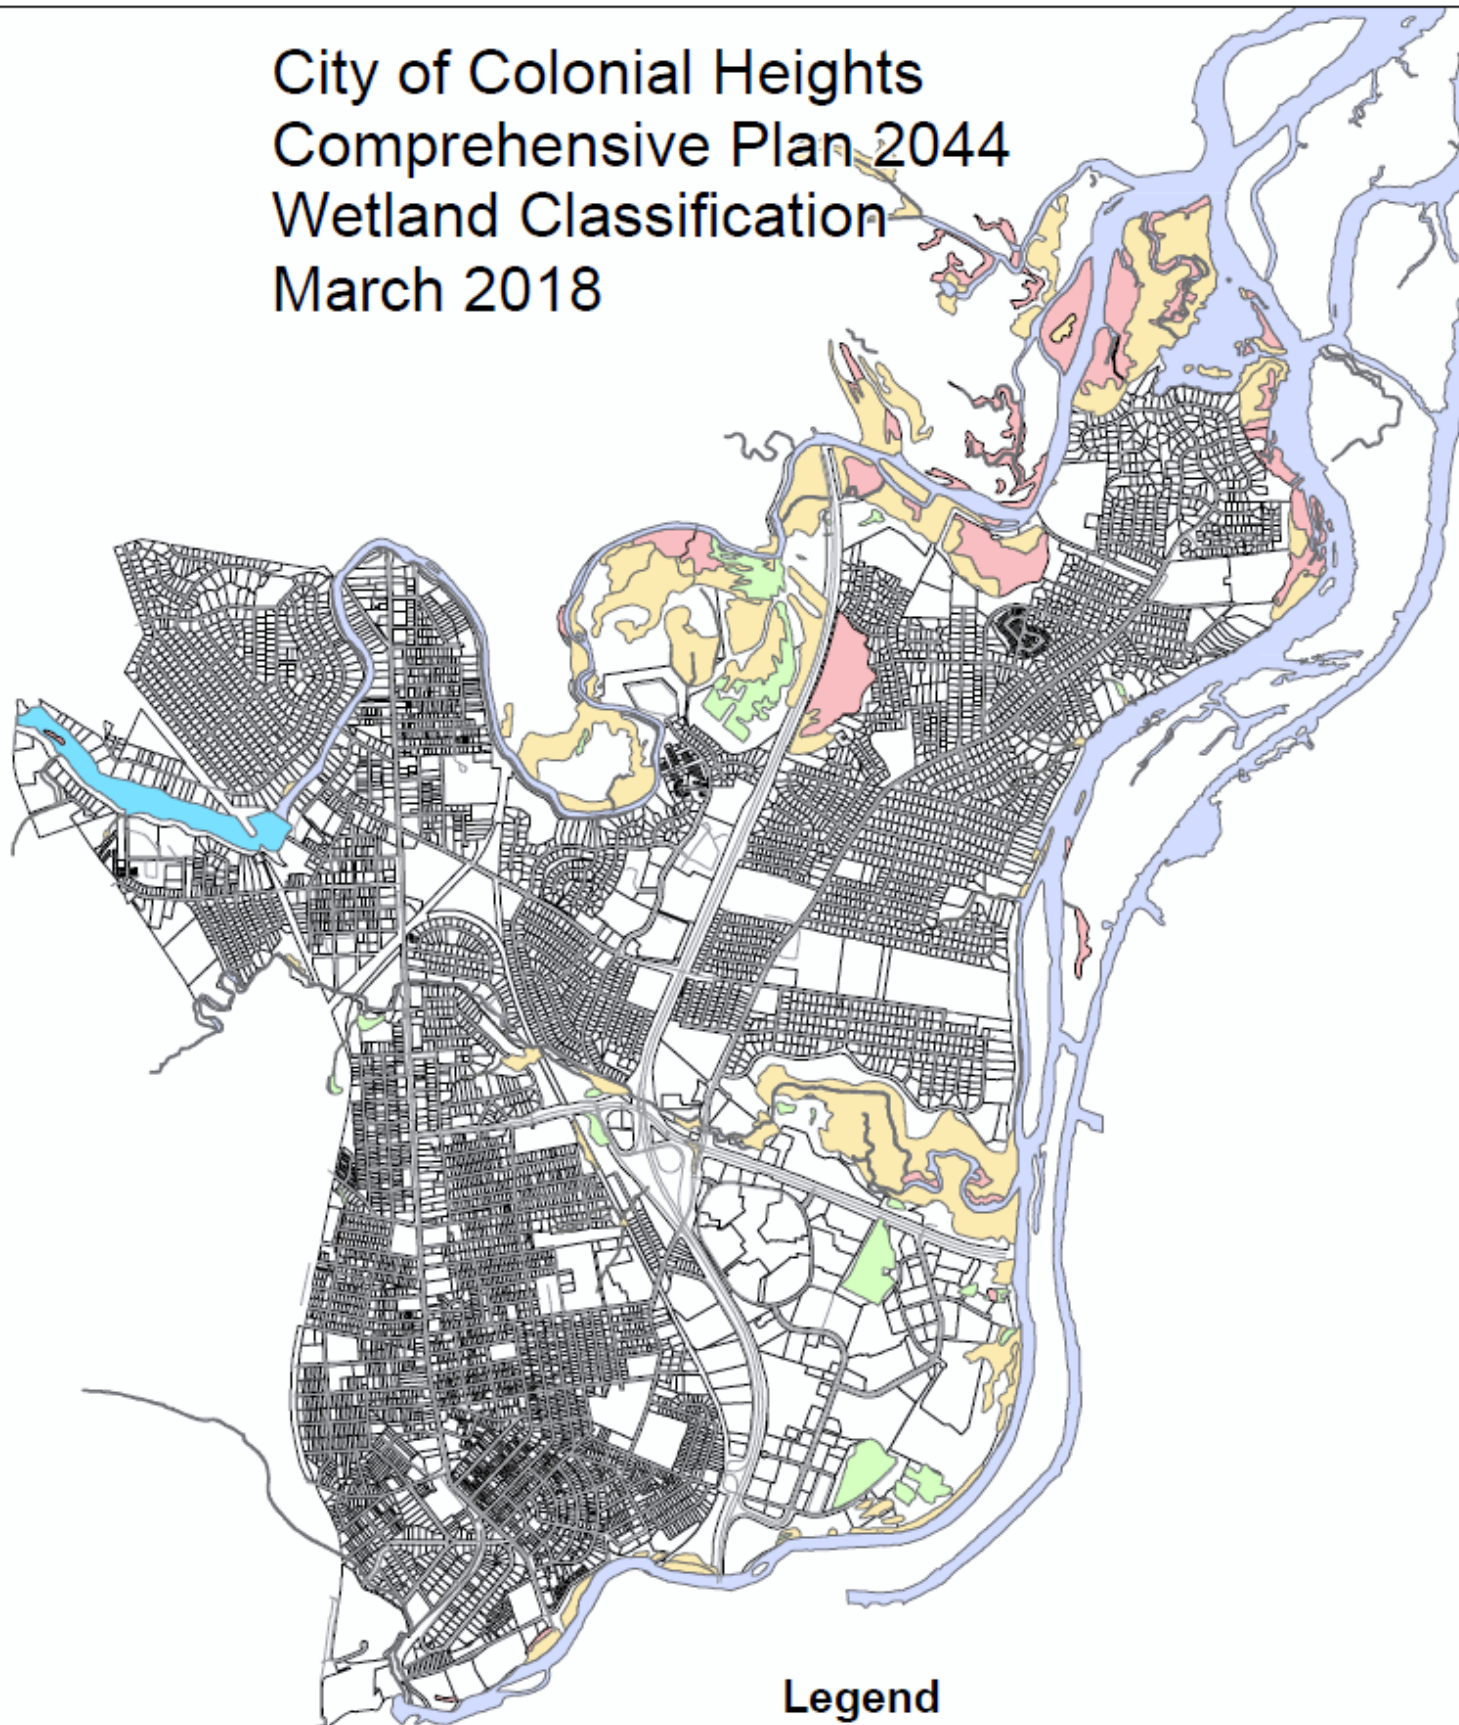 City of Colonial Heights
Comprehensive Plan 2044
Wetland Classification
March 2018
Legend